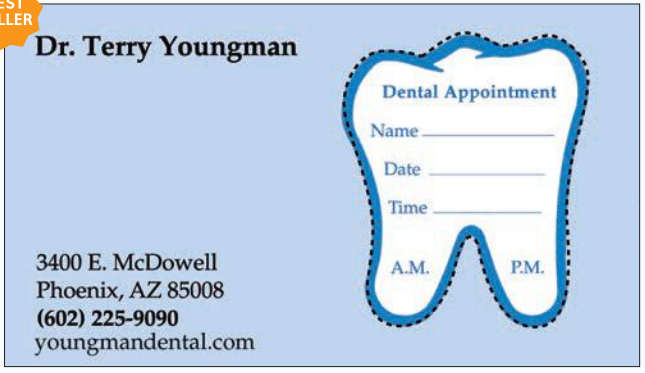 Dr. Terry Youngman
Dental Appointment
Name
Date
Time
A.M. P.M.
3400 E. McDowell
Phoenix, AZ 85008
(602) 225-9090
youngmandental.com